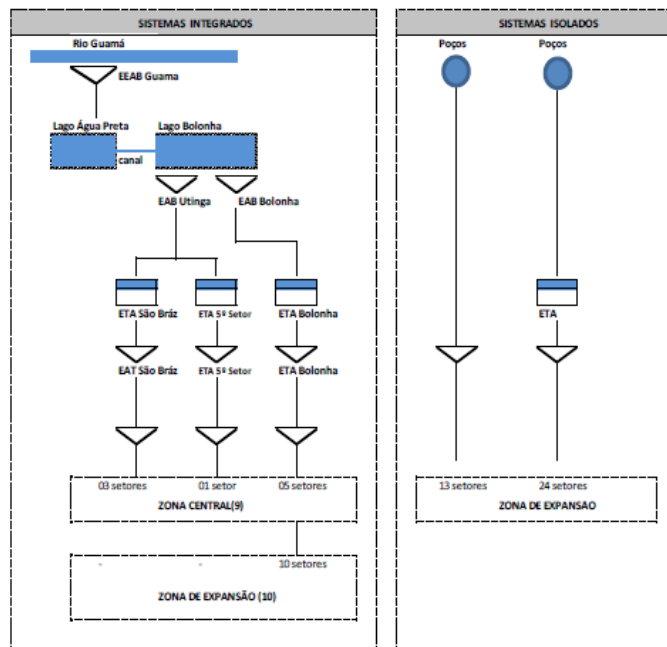 SISTEMAS INTEGRADOS
Rio Guamá
EEAB Guama
Lago Água Preta
Lago Bolonha
canal
EAB Utinga
EAB Bolonha
ETA São Bráz
ETA 5º Setor
ETA Bolonha
EAT São Bráz
ETA 5º Setor
ETA Bolonha
03 setores
01 setor
05 setores
ZONA CENTRAL(9)
-
-
10 setores
ZONA DE EXPANSÃO (10)
SISTEMAS ISOLADOS
Poços
Poços
ETA
13 setores
24 setores
ZONA DE EXPANSÃO